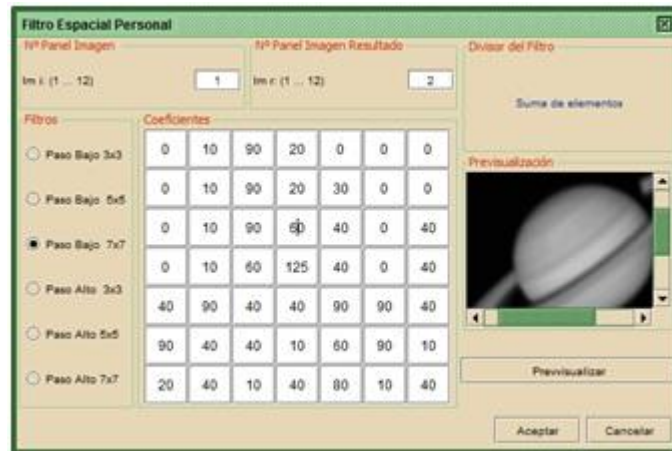 Filtro Espacial Personal
Nº Panel Imagen
Im i: (1 ... 12)
1
Nº Panel Imagen Resultado
Im r: (1 ... 12)
2
Divisor del Filtro
Suma de elementos
Filtros
Paso Bajo 3x3
Paso Bajo 5x5
Paso Bajo 7x7
Paso Alto 3x3
Paso Alto 5x5
Paso Alto 7x7
Coeficientes
0 10 90 20 0 0 0
0 10 90 20 30 0 0
0 10 90 60 40 0 40
0 10 60 125 40 0 40
40 90 40 40 90 90 40
90 40 40 10 60 90 10
20 40 10 40 80 10 40
Previsualización
Prevvisualizar
Aceptar
Cancelar